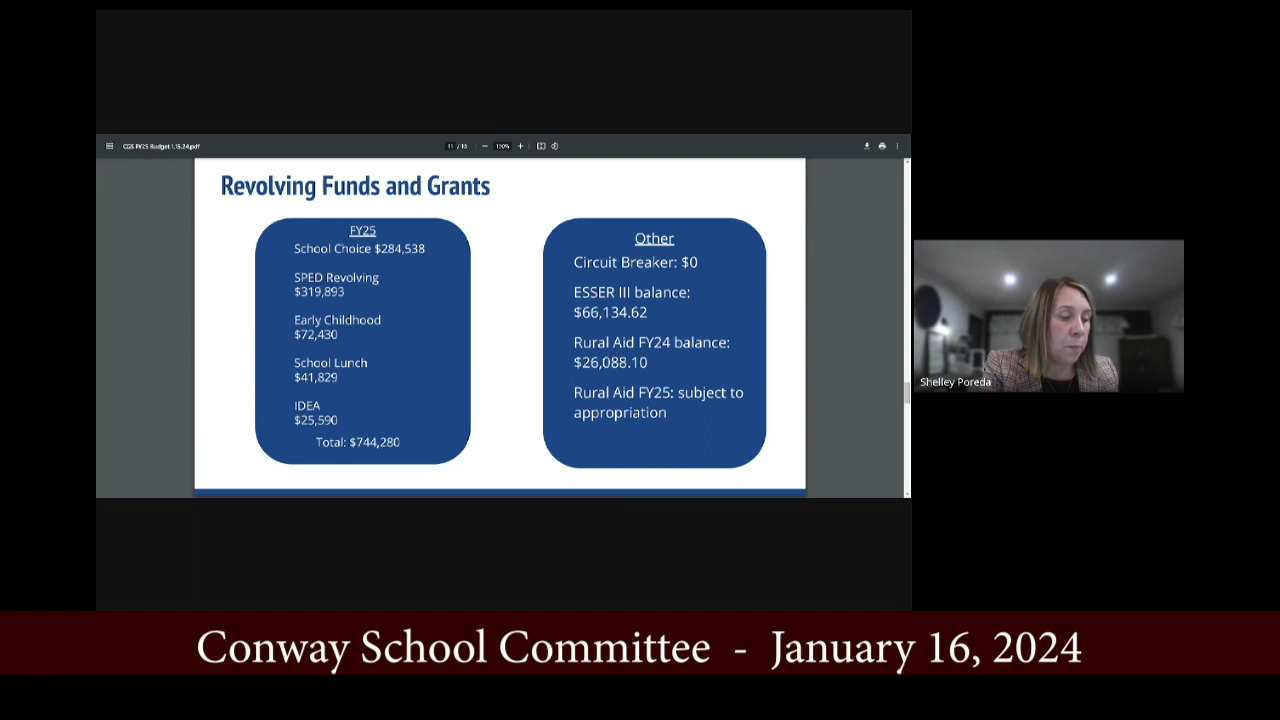 CGS FY25 Budget 1.15.24.pdf
11 / 18
150%
Revolving Funds and Grants
FY25
School Choice $284,538
SPED Revolving
$319,893
Early Childhood
$72,430
School Lunch
$41,829
IDEA
$25,590
Total: $744,280
Other
Circuit Breaker: $0
ESSER III balance:
$66,134.62
Rural Aid FY24 balance:
$26,088.10
Rural Aid FY25: subject to
appropriation
Shelley Poreda
Conway School Committee - January 16, 2024